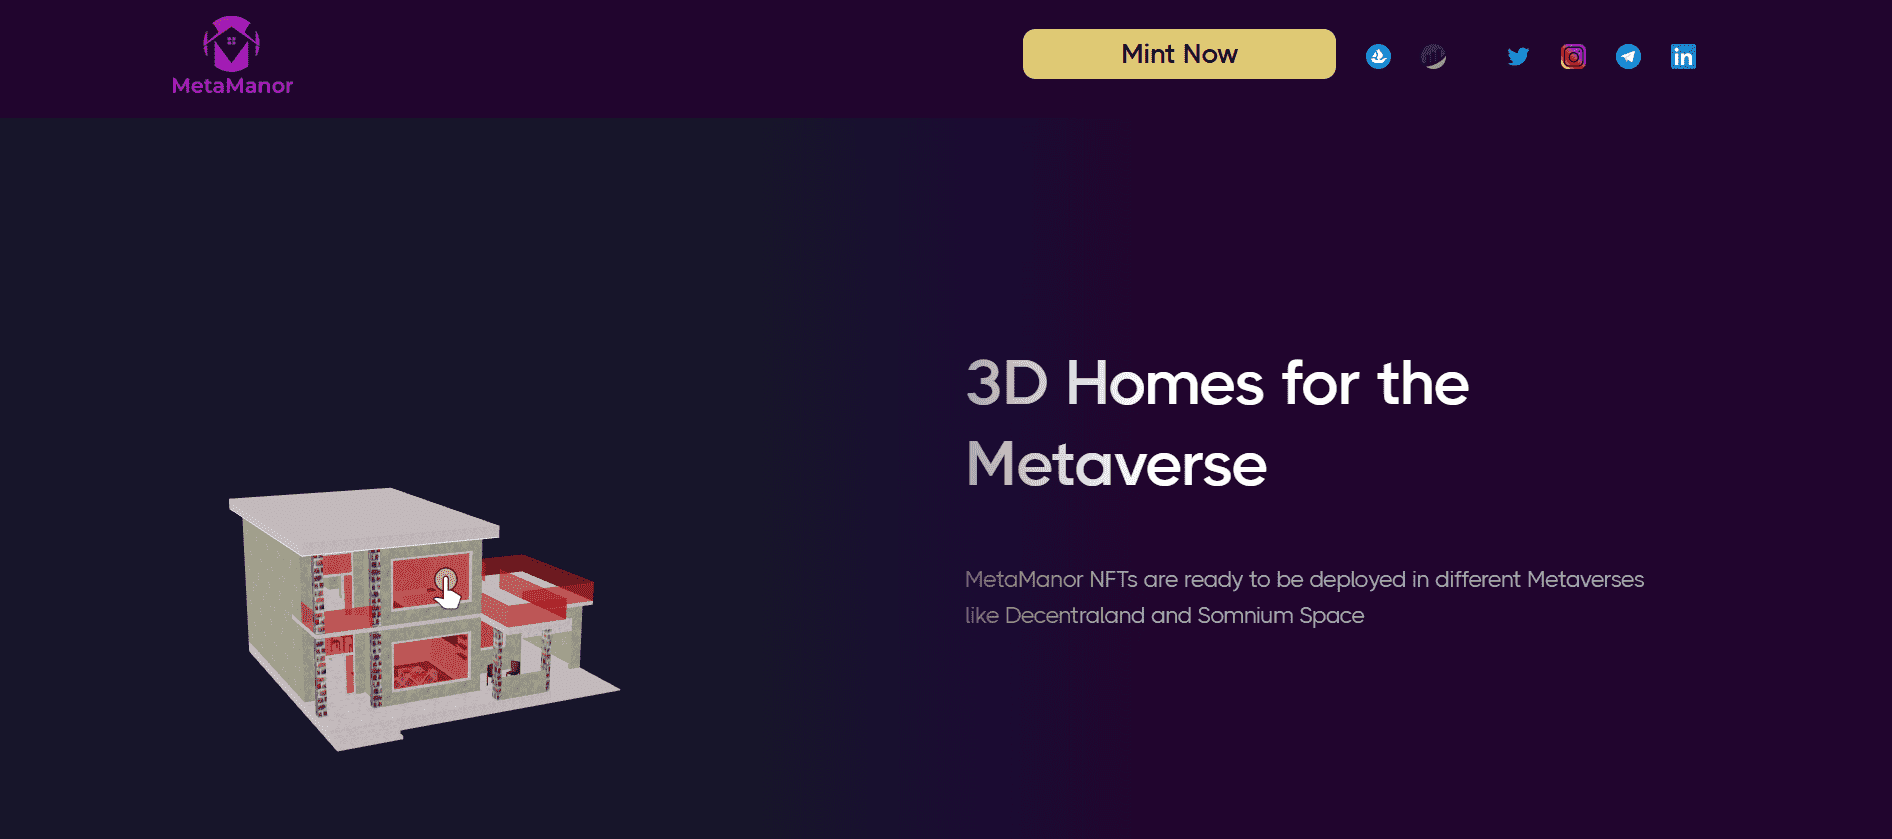 MetaManor
Mint Now
3D Homes for the
Metaverse
MetaManor NFTs are ready to be deployed in different Metaverses
like Decentraland and Somnium Space